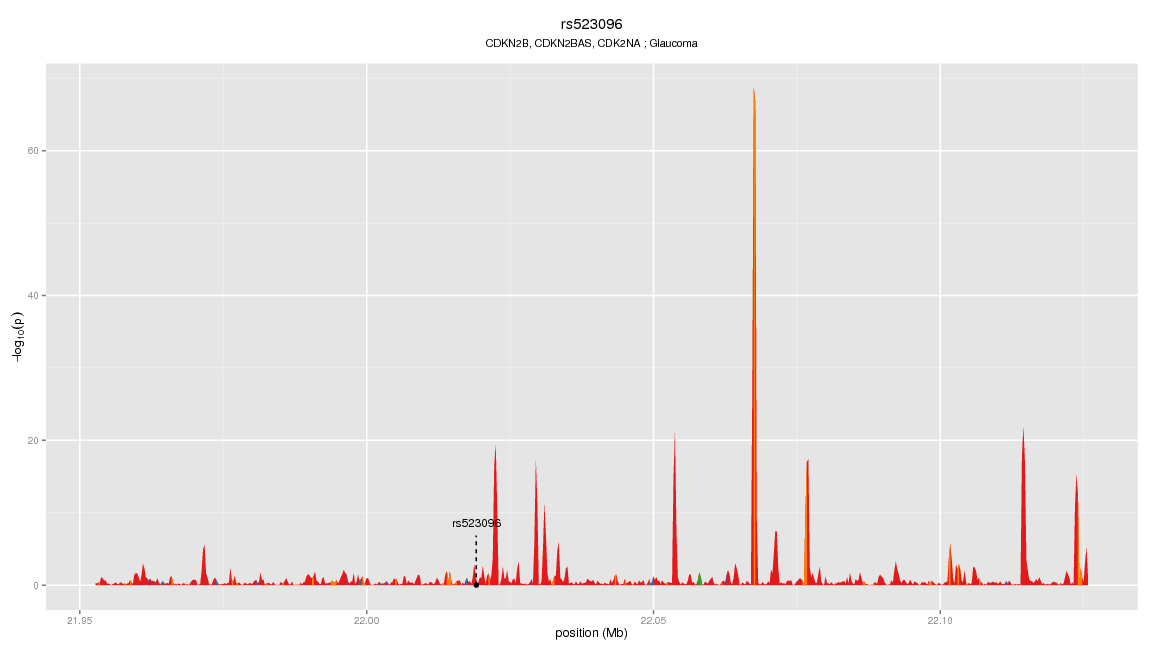 rs523096
CDKN2B, CDKN2BAS, CDK2NA ; Glaucoma
−log10(p)
60
40
20
0
rs523096
21.95 22.00 22.05 22.10
position (Mb)